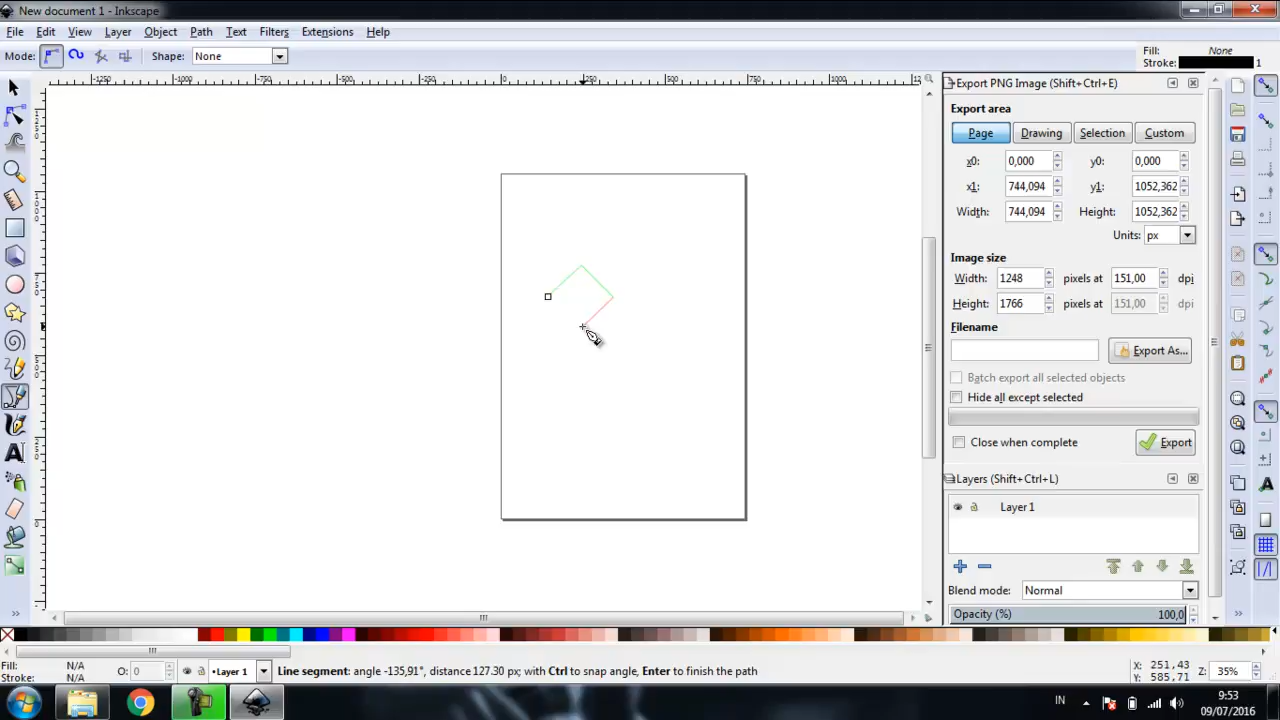 New document 1 - Inkscape
File Edit View Layer Object Path Text Filters Extensions Help
Mode: Shape: None
Fill: None
Stroke: 1
Export PNG Image (Shift+Ctrl+E)
Export area
Page Drawing Selection Custom
x0: 0,000 y0: 0,000
x1: 744,094 y1: 1052,362
Width: 744,094 Height: 1052,362
Units: px
Image size
Width: 1248 pixels at 151,00 dpi
Height: 1766 pixels at 151,00 dpi
Filename
Export As...
Batch export all selected objects
Hide all except selected
Close when complete Export
Layers (Shift+Ctrl+L)
Layer 1
Blend mode: Normal
Opacity (%) 100,0
Fill: N/A
Stroke: N/A
O: 0
•Layer 1
Line segment: angle -135,91°, distance 127.30 px; with Ctrl to snap angle, Enter to finish the path
X: 251,43
Y: 585,71
Z: 35%
IN
9:53
09/07/2016